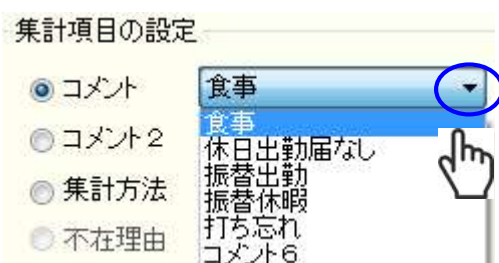 集計項目の設定
コメント
食事
食事
コメント2
休日出勤届なし
振替出勤
集計方法
振替休暇
打ち忘れ
不在理由
コメント6